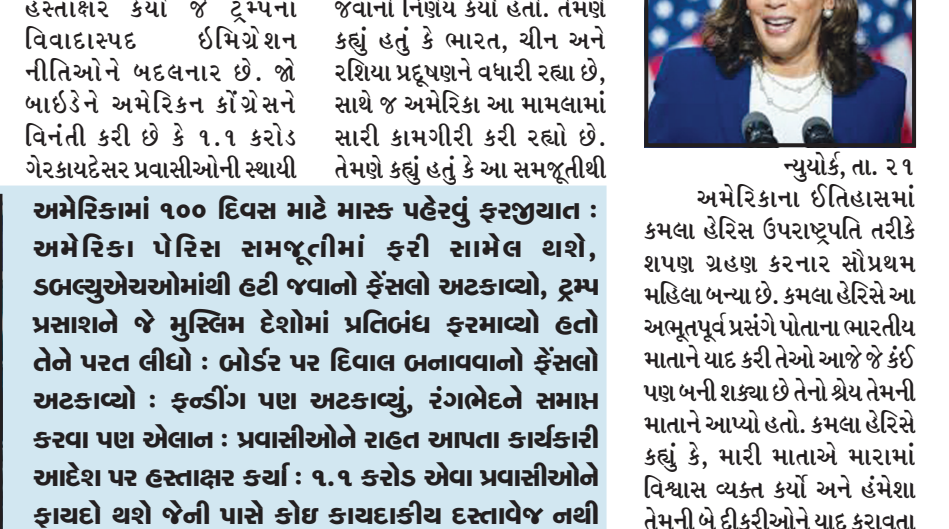 હસ્તાક્ષર કર્યા જે ટ્રમ્પના
વિવાદાસ્પદ ઇમિગ્રેશન
નીતિઓને બદલનાર છે. જો
બાઇડેને અમેરિકન કોંગ્રેસને
વિનંતી કરી છે કે ૧.૧ કરોડ
ગેરકાયદેસર પ્રવાસીઓની સ્થાયી
જવાનો નિર્ણય કર્યો હતો. તેમણે
કહ્યું હતું કે ભારત, ચીન અને
રશિયા પ્રદૂષણને વધારી રહ્યા છે,
સાથે જ અમેરિકા આ મામલામાં
સારી કામગીરી કરી રહ્યો છે.
તેમણે કહ્યું હતું કે આ સમજૂતીથી
અમેરિકામાં ૧૦૦ દિવસ માટે માસ્ક પહેરવું ફરજીયાત :
અમેરિકા પેરિસ સમજૂતીમાં ફરી સામેલ થશે,
ડબલ્યુએચઓમાંથી હટી જવાનો ફેંસલો અટકાવ્યો, ટ્રમ્પ
પ્રસાશને જે મુસ્લિમ દેશોમાં પ્રતિબંધ ફરમાવ્યો હતો
તેને પરત લીધો : બોર્ડર પર દિવાલ બનાવવાનો ફેંસલો
અટકાવ્યો : ફન્ડીંગ પણ અટકાવ્યું, રંગભેદને સમાપ્ત
કરવા પણ એલાન : પ્રવાસીઓને રાહત આપતા કાર્યકારી
આદેશ પર હસ્તાક્ષર કર્યા : ૧.૧ કરોડ એવા પ્રવાસીઓને
ફાયદો થશે જેની પાસે કોઇ કાયદાકીય દસ્તાવેજ નથી
ન્યુયોર્ક, તા. ૨૧
અમેરિકાના ઈતિહાસમાં
કમલા હેરિસ ઉપરાષ્ટ્રપતિ તરીકે
શપણ ગ્રહણ કરનાર સૌપ્રથમ
મહિલા બન્યા છે. કમલા હેરિસે આ
અભૂતપૂર્વ પ્રસંગે પોતાના ભારતીય
માતાને યાદ કરી તેઓ આજે જે કંઈ
પણ બની શક્યા છે તેનો શ્રેય તેમની
માતાને આપ્યો હતો. કમલા હેરિસે
કહ્યું કે, મારી માતાએ મારામાં
વિશ્વાસ વ્યક્ત કર્યો અને હંમેશા
તેમની બે દીકરીઓને યાદ કરાવતા